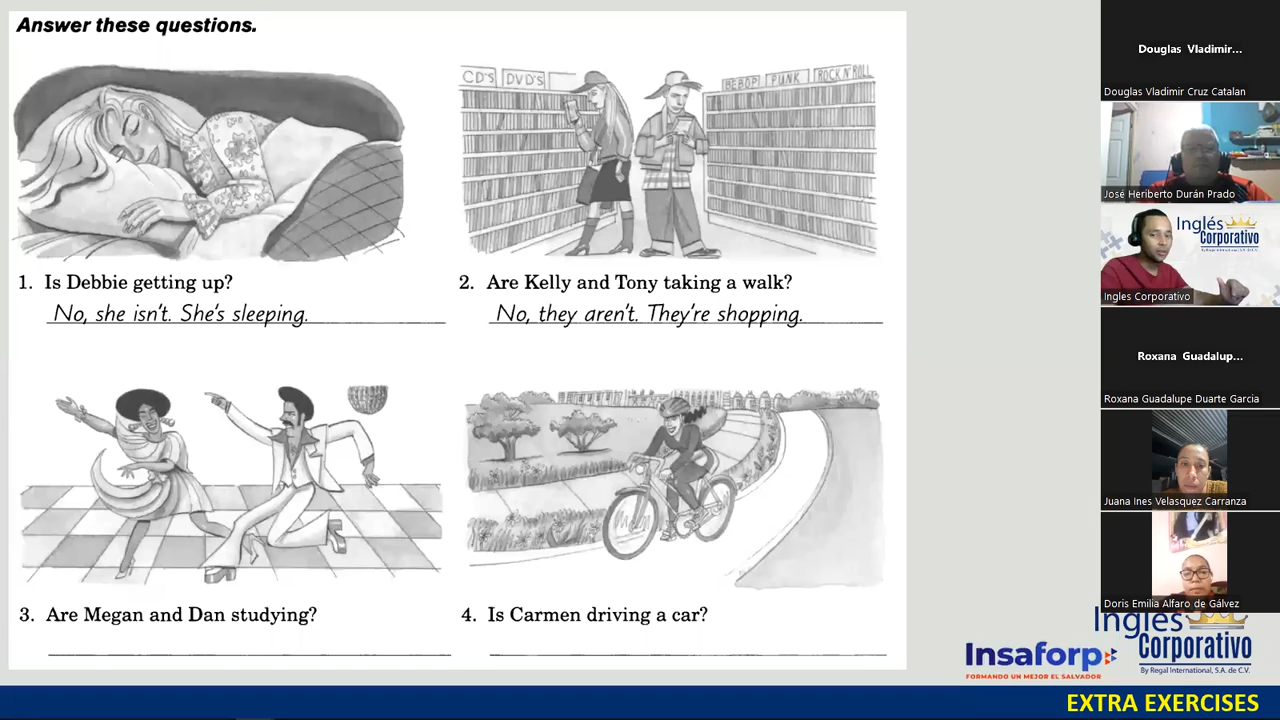 Answer these questions.
CD'S DVD'S
BEBOP PUNK ROCK N' ROLL
1. Is Debbie getting up?
No, she isn't. She's sleeping.
2. Are Kelly and Tony taking a walk?
No, they aren't. They're shopping.
3. Are Megan and Dan studying?
4. Is Carmen driving a car?
Douglas Vladimir...
Douglas Vladimir Cruz Catalan
José Heriberto Durán Prado
Inglés
Corporativo
Ingles Corporativo
Roxana Guadalup...
Roxana Guadalupe Duarte Garcia
Juana Ines Velasquez Carranza
Doris Emilia Alfaro de Gálvez
Insaforp
FORMANDO UN MEJOR EL SALVADOR
Inglés
Corporativo
By Regal International, S.A. de C.V.
EXTRA EXERCISES